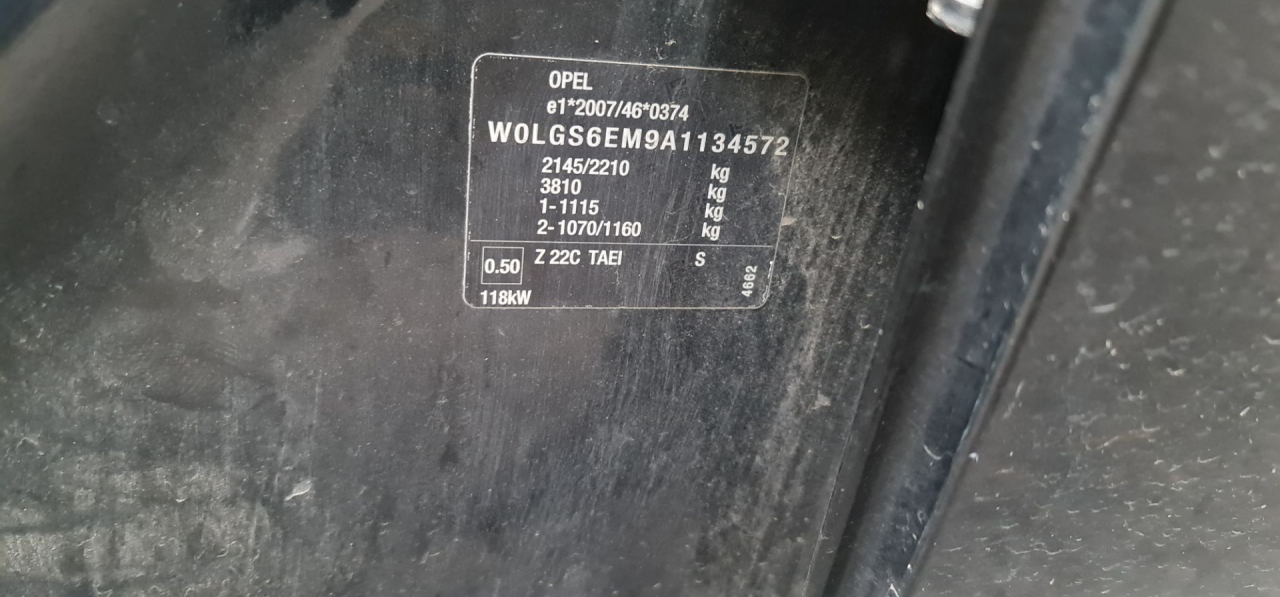 OPEL
e1*2007/46*0374
W0LGS6EM9A1134572
2145/2210 kg
3810 kg
1-1115 kg
2-1070/1160 kg
0.50 Z 22C TAEI S
118kW
4662